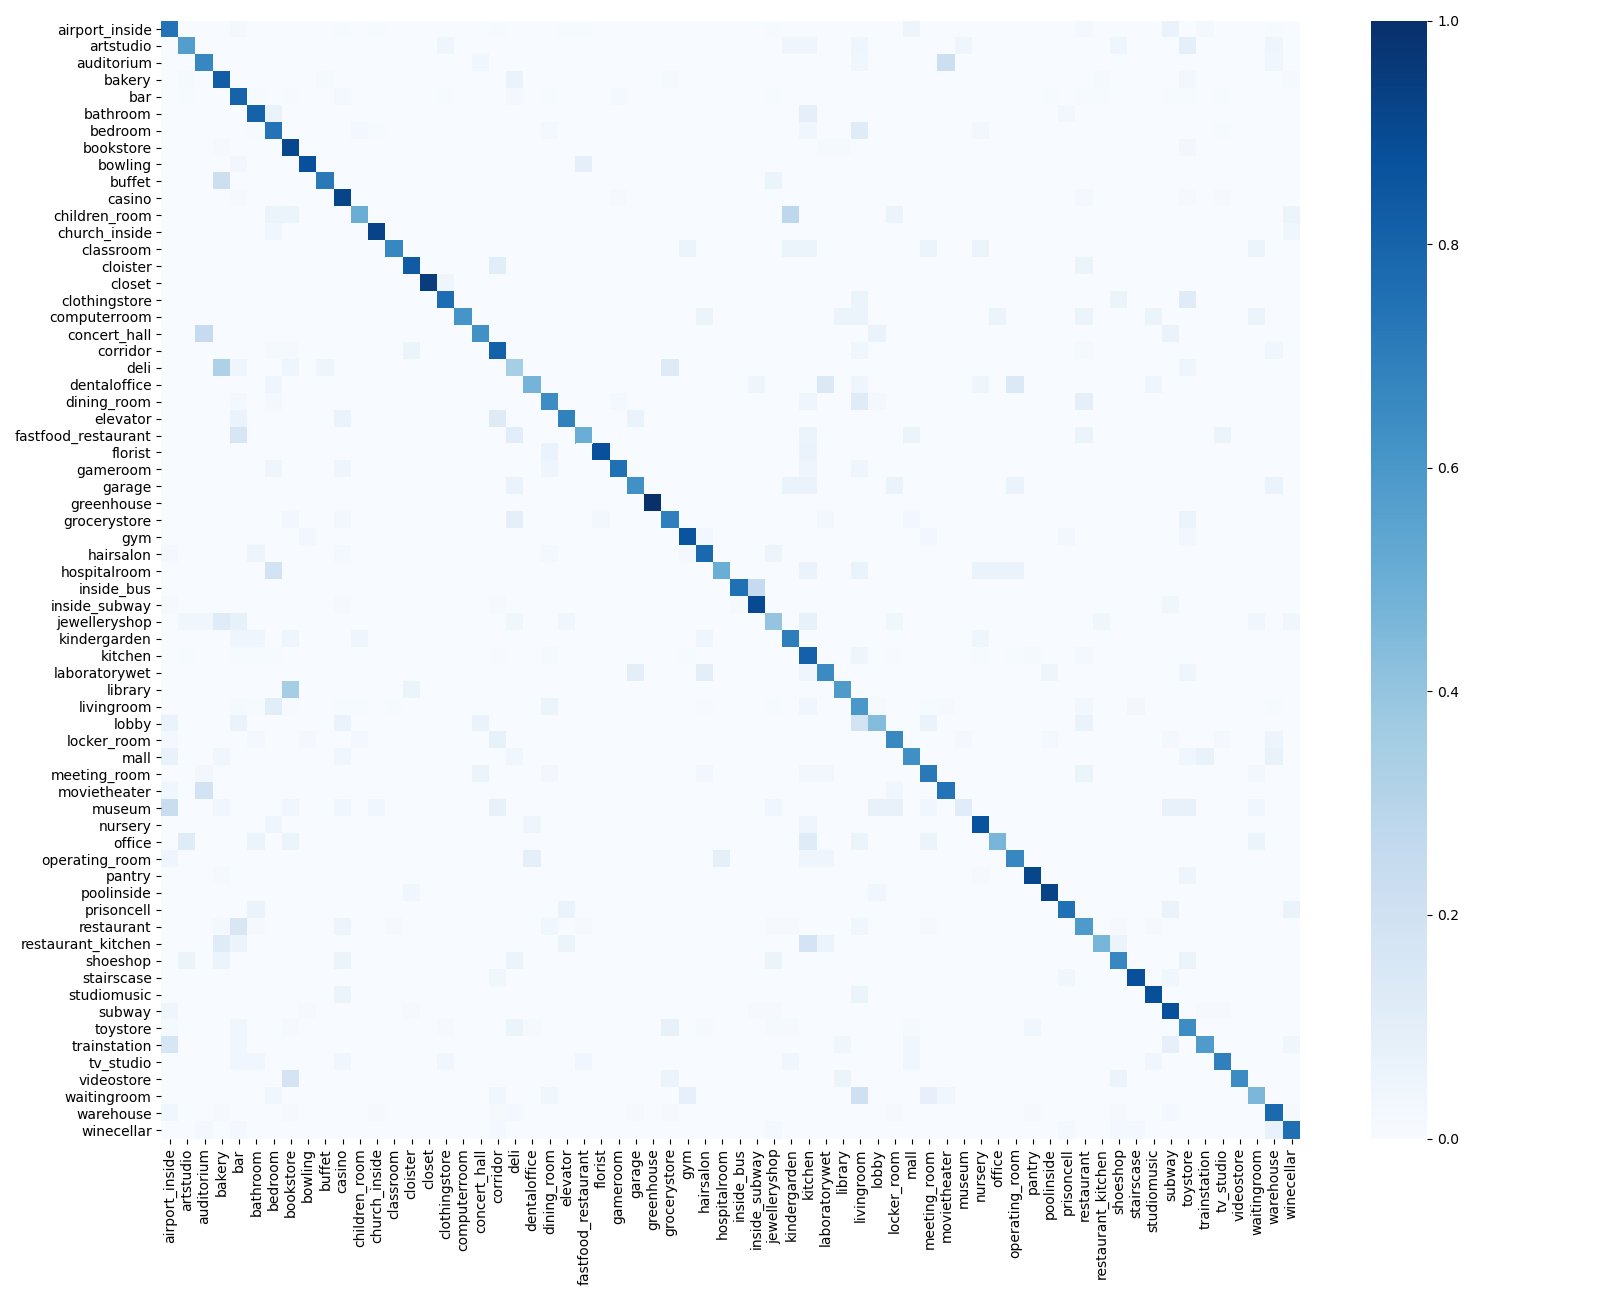 airport_inside
artstudio
auditorium
bakery
bar
bathroom
bedroom
bookstore
bowling
buffet
casino
children_room
church_inside
classroom
cloister
closet
clothingstore
computerroom
concert_hall
corridor
deli
dentaloffice
dining_room
elevator
fastfood_restaurant
florist
gameroom
garage
greenhouse
grocerystore
gym
hairsalon
hospitalroom
inside_bus
inside_subway
jewelleryshop
kindergarden
kitchen
laboratorywet
library
livingroom
lobby
locker_room
mall
meeting_room
movietheater
museum
nursery
office
operating_room
pantry
poolinside
prisoncell
restaurant
restaurant_kitchen
shoeshop
stairscase
studiomusic
subway
toystore
trainstation
tv_studio
videostore
waitingroom
warehouse
winecellar
airport_inside
artstudio
auditorium
bakery
bar
bathroom
bedroom
bookstore
bowling
buffet
casino
children_room
church_inside
classroom
cloister
closet
clothingstore
computerroom
concert_hall
corridor
deli
dentaloffice
dining_room
elevator
fastfood_restaurant
florist
gameroom
garage
greenhouse
grocerystore
gym
hairsalon
hospitalroom
inside_bus
inside_subway
jewelleryshop
kindergarden
kitchen
laboratorywet
library
livingroom
lobby
locker_room
mall
meeting_room
movietheater
museum
nursery
office
operating_room
pantry
poolinside
prisoncell
restaurant
restaurant_kitchen
shoeshop
stairscase
studiomusic
subway
toystore
trainstation
tv_studio
videostore
waitingroom
warehouse
winecellar
1.0
0.8
0.6
0.4
0.2
0.0